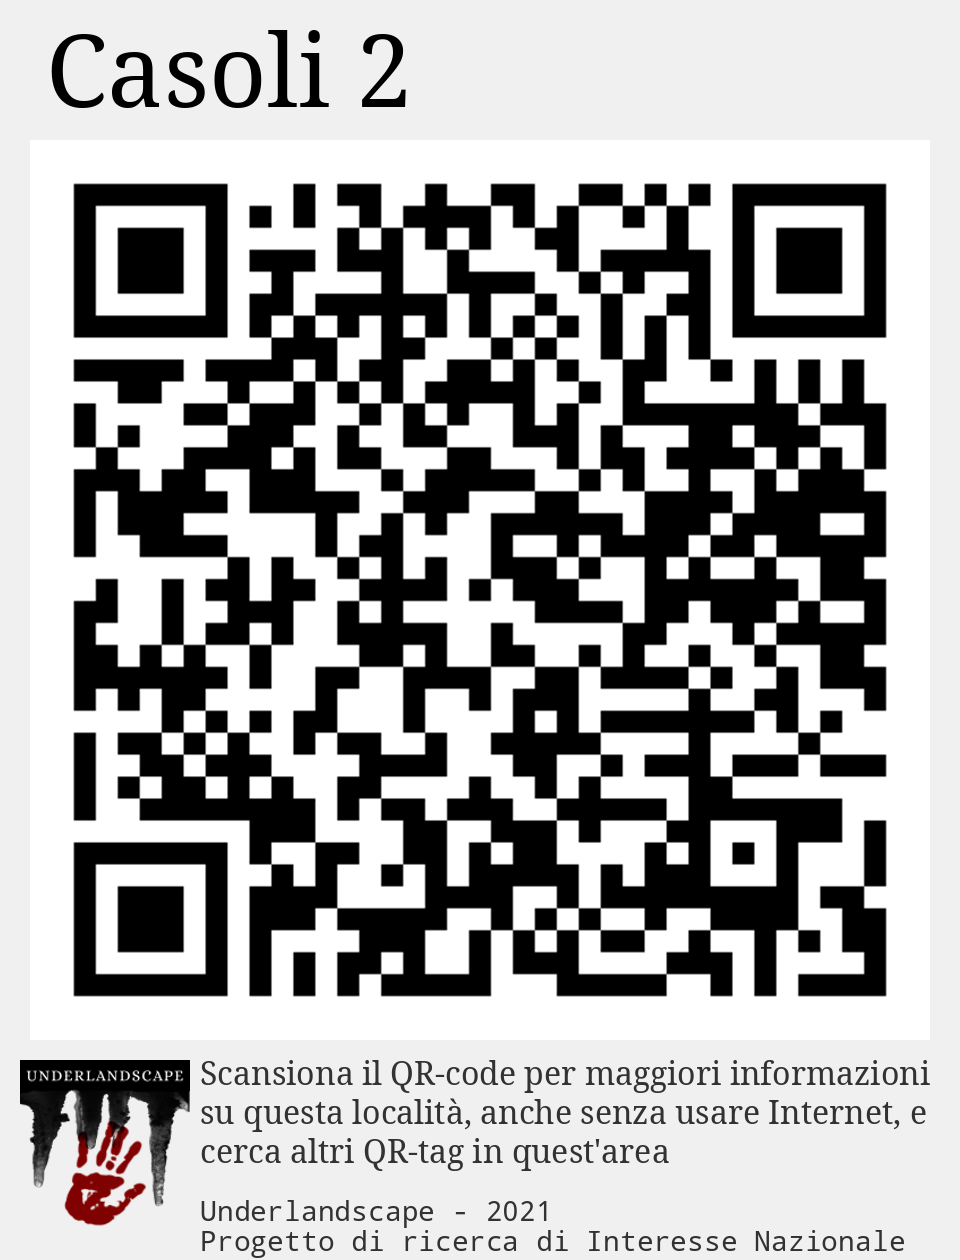 Casoli 2
UNDERLANDSCAPE
Scansiona il QR-code per maggiori informazioni
su questa località, anche senza usare Internet, e
cerca altri QR-tag in quest'area
Underlandscape - 2021
Progetto di ricerca di Interesse Nazionale